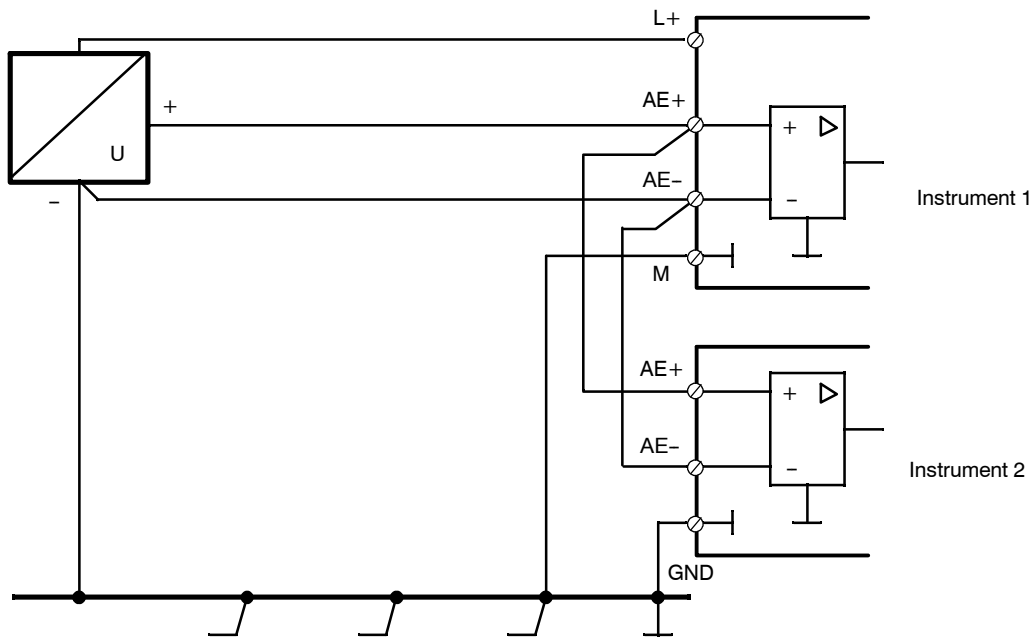 L+
AE+
+
+
U
AE−
−
−
Instrument 1
M
AE+
+
AE−
−
Instrument 2
GND